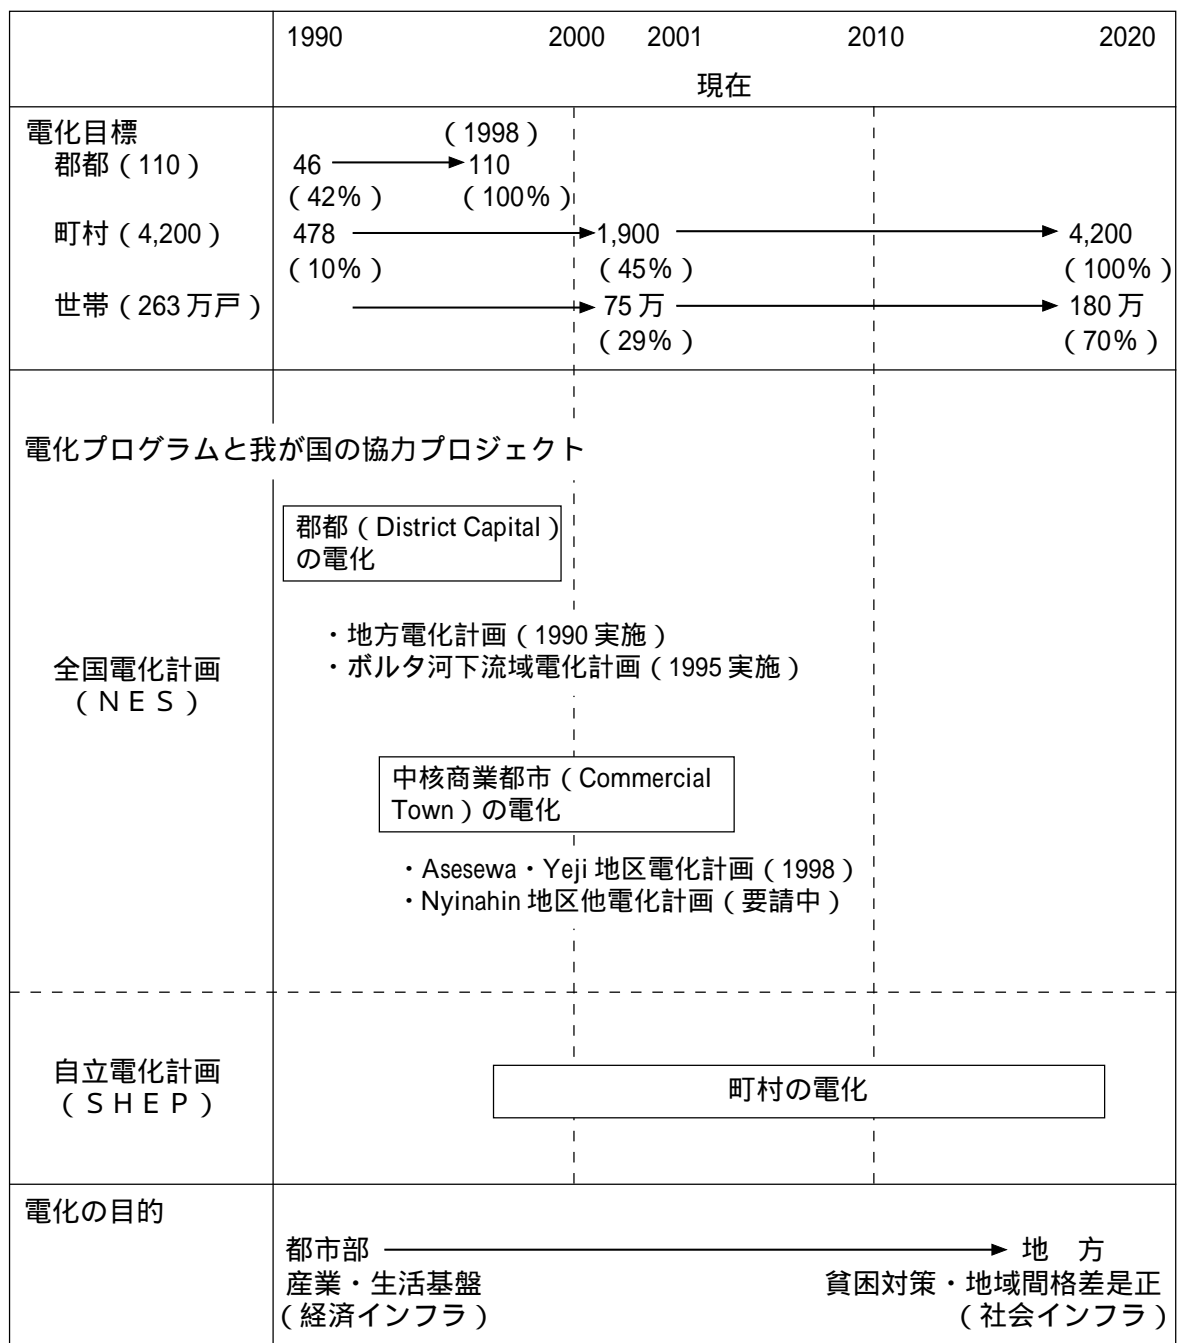 1990 2000 2001 2010 2020
現在
電化目標 （1998）
郡都（110） 46 110
（42％） （100％）
町村（4,200） 478 1,900 4,200
（10％） （45％） （100％）
世帯（263万戸） 75万 180万
（29％） （70％）
電化プログラムと我が国の協力プロジェクト
郡都（District Capital）
の電化
・地方電化計画（1990実施）
・ボルタ河下流域電化計画（1995実施）
全国電化計画
（ＮＥＳ）
中核商業都市（Commercial
Town）の電化
・Asesewa・Yeji地区電化計画（1998）
・Nyinahin地区他電化計画（要請中）
自立電化計画
（ＳＨＥＰ）
町村の電化
電化の目的
都市部 地　方
産業・生活基盤 貧困対策・地域間格差是正
（経済インフラ） （社会インフラ）